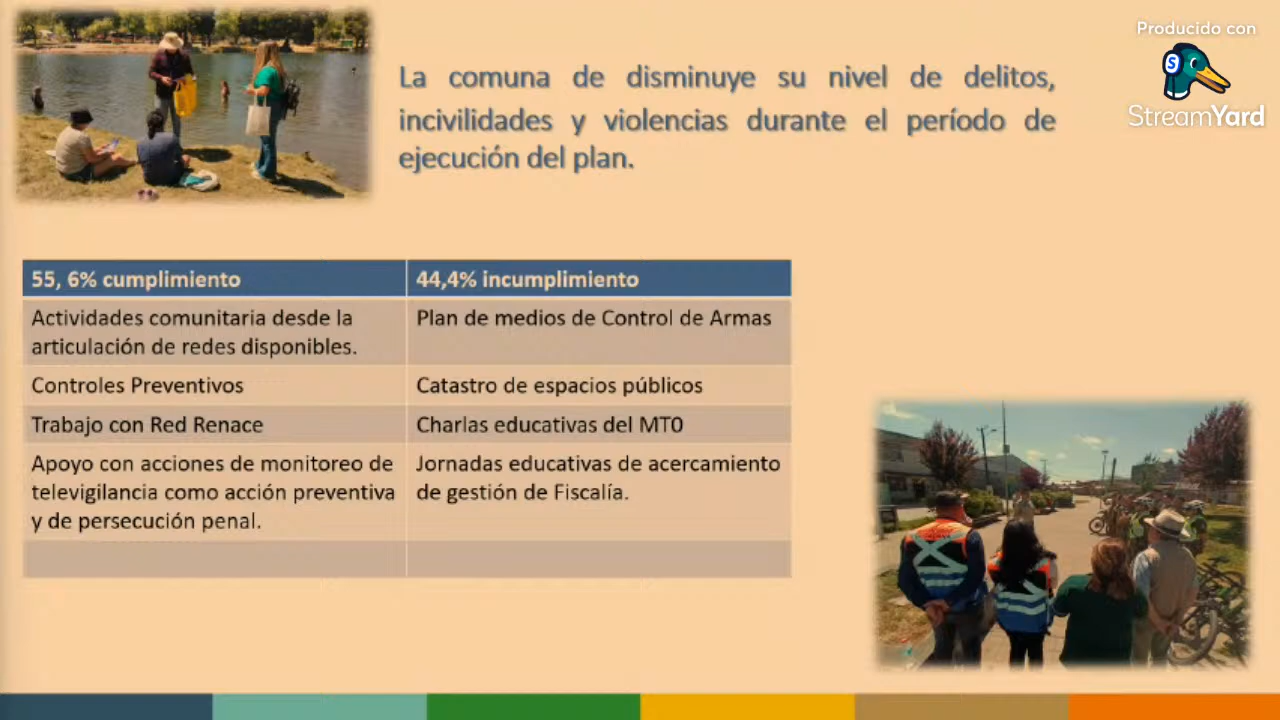 Producido con
StreamYard
La comuna de disminuye su nivel de delitos,
incivilidades y violencias durante el período de
ejecución del plan.
55, 6% cumplimiento
44,4% incumplimiento
Actividades comunitaria desde la
articulación de redes disponibles.
Plan de medios de Control de Armas
Controles Preventivos
Catastro de espacios públicos
Trabajo con Red Renace
Charlas educativas del MT0
Apoyo con acciones de monitoreo de
televigilancia como acción preventiva
y de persecución penal.
Jornadas educativas de acercamiento
de gestión de Fiscalía.